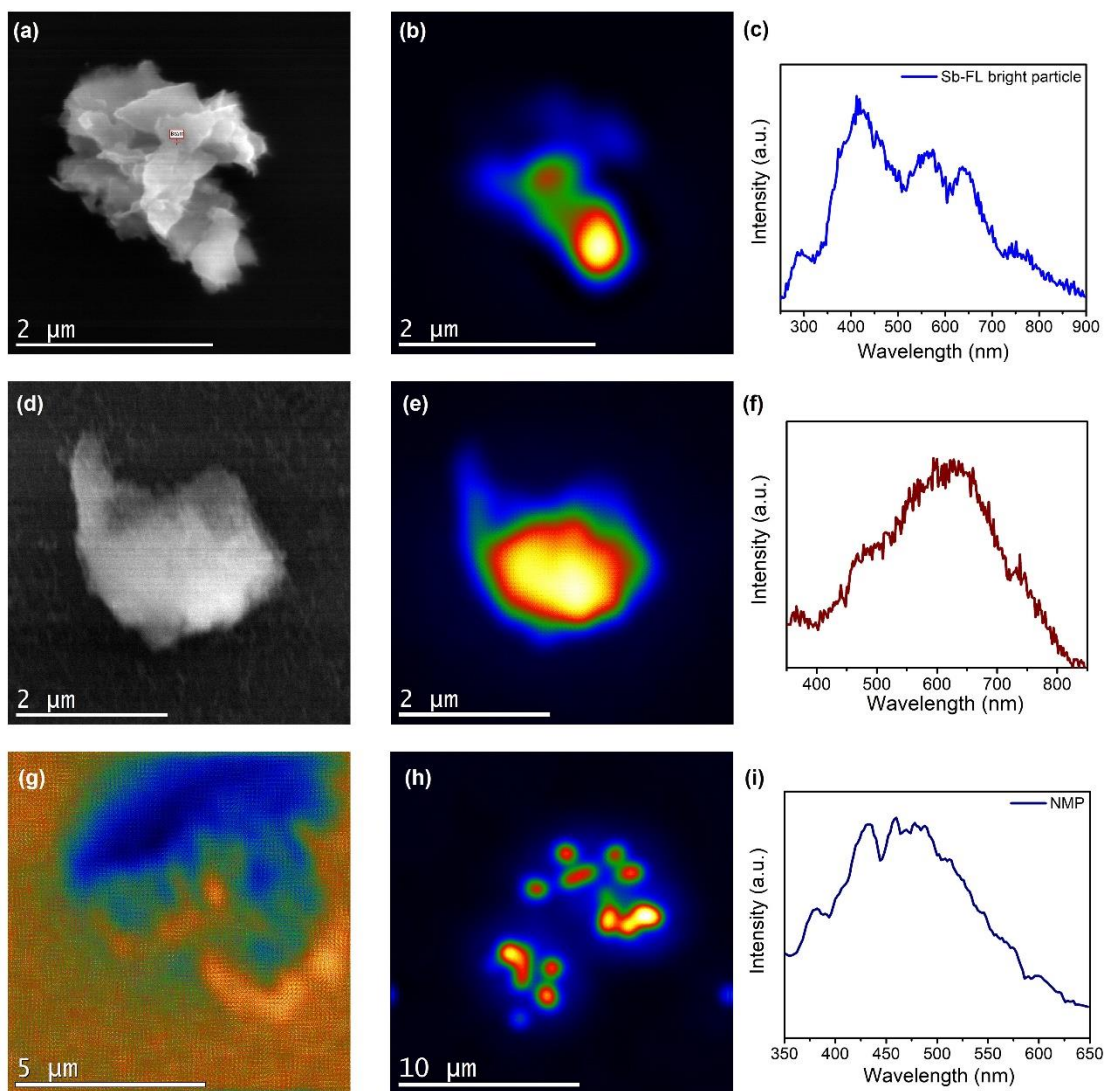 (a)
2 µm
(b)
2 µm
(c)
Sb-FL bright particle
Intensity (a.u.)
300 400 500 600 700 800 900
Wavelength (nm)
(d)
2 µm
(e)
2 µm
(f)
Intensity (a.u.)
400 500 600 700 800
Wavelength (nm)
(g)
5 µm
(h)
10 µm
(i)
NMP
Intensity (a.u.)
350 400 450 500 550 600 650
Wavelength (nm)